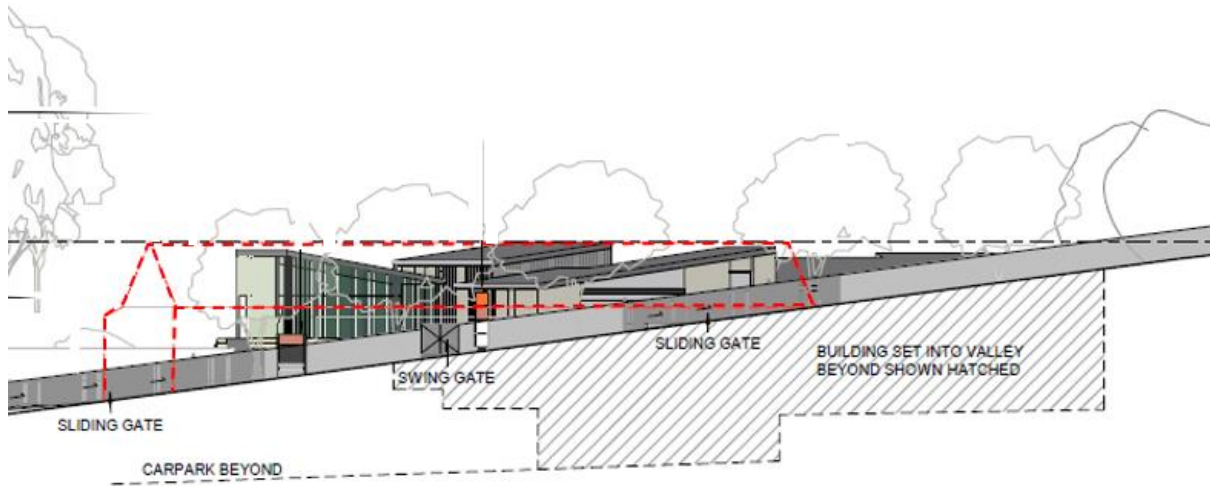 SLIDING GATE
BUILDING SET INTO VALLEY
BEYOND SHOWN HATCHED
SWING GATE
SLIDING GATE
CARPARK BEYOND